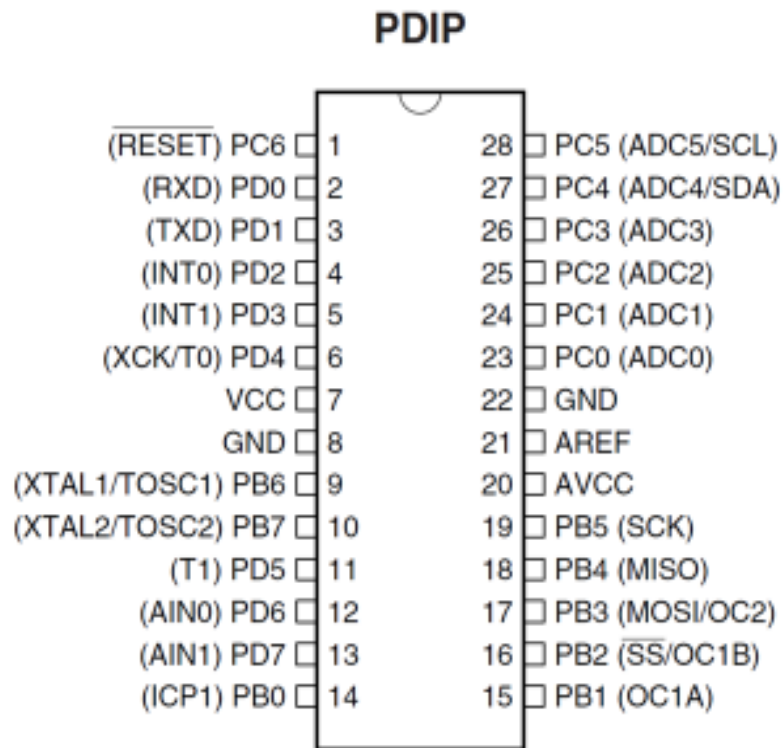 PDIP
(RESET) PC6 1 28 PC5 (ADC5/SCL)
(RXD) PD0 2 27 PC4 (ADC4/SDA)
(TXD) PD1 3 26 PC3 (ADC3)
(INT0) PD2 4 25 PC2 (ADC2)
(INT1) PD3 5 24 PC1 (ADC1)
(XCK/T0) PD4 6 23 PC0 (ADC0)
VCC 7 22 GND
GND 8 21 AREF
(XTAL1/TOSC1) PB6 9 20 AVCC
(XTAL2/TOSC2) PB7 10 19 PB5 (SCK)
(T1) PD5 11 18 PB4 (MISO)
(AIN0) PD6 12 17 PB3 (MOSI/OC2)
(AIN1) PD7 13 16 PB2 (SS/OC1B)
(ICP1) PB0 14 15 PB1 (OC1A)